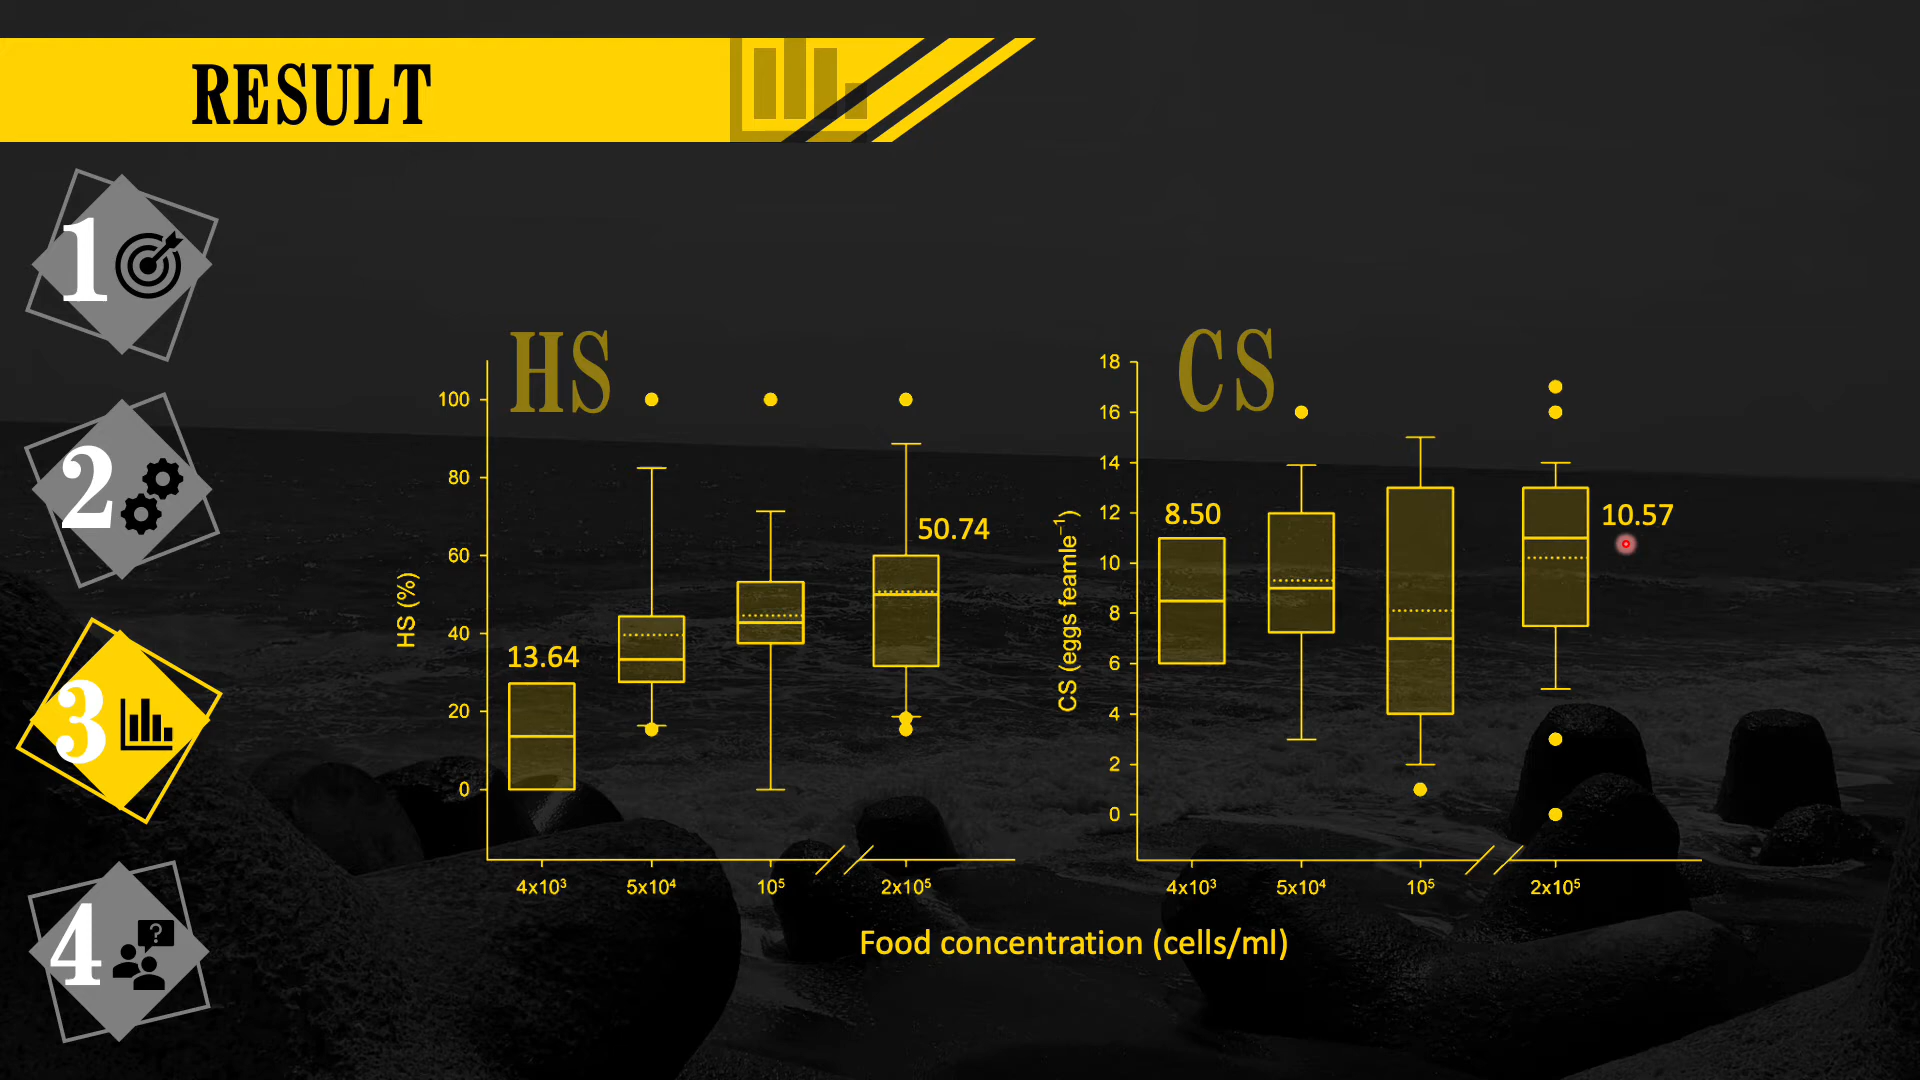 RESULT
1
2
3
4
?
HS
HS (%)
100
80
60
40
20
0
13.64
50.74
4x10³
5x10⁴
10⁵
2x10⁵
CS
CS (eggs feamle⁻¹)
18
16
14
12
10
8
6
4
2
0
8.50
10.57
4x10³
5x10⁴
10⁵
2x10⁵
Food concentration (cells/ml)